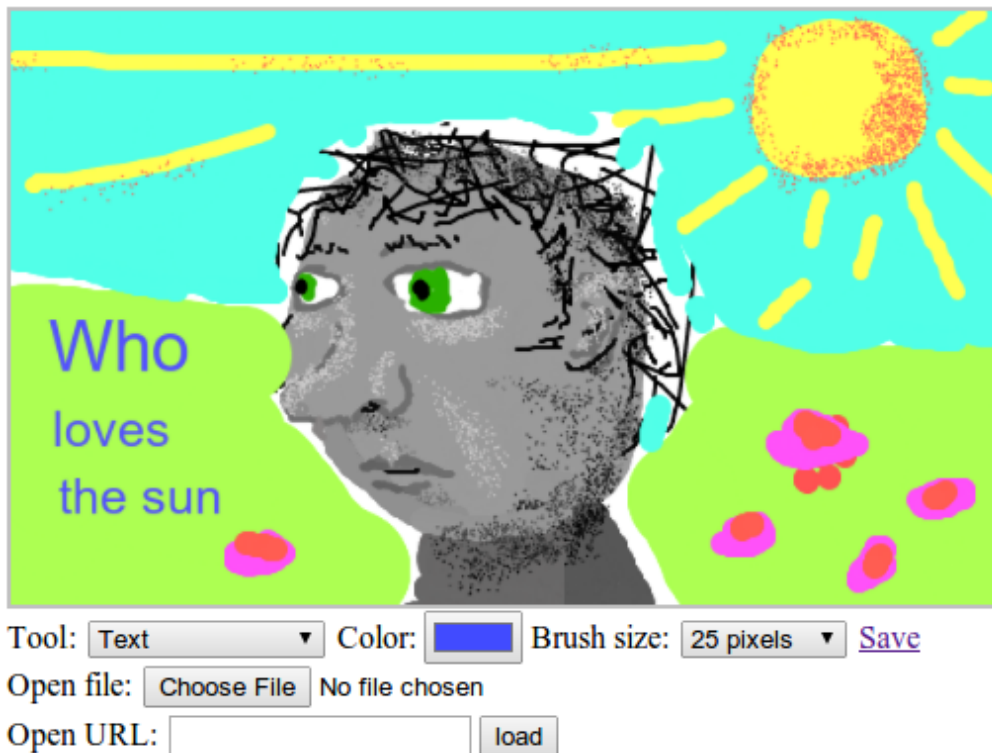 Who
loves
the sun
Tool: Text Color: Brush size: 25 pixels Save
Open file: Choose File No file chosen
Open URL: load